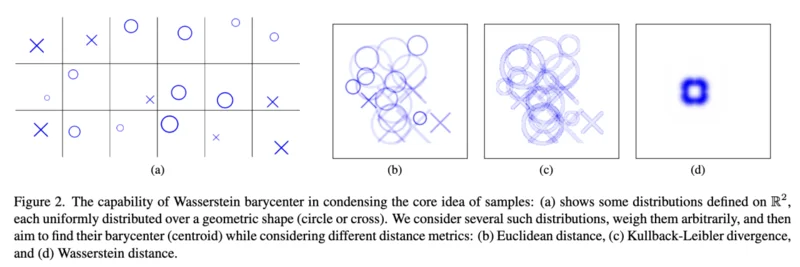 (a)
(b)
(c)
(d)
Figure 2. The capability of Wasserstein barycenter in condensing the core idea of samples: (a) shows some distributions defined on ℝ²,
each uniformly distributed over a geometric shape (circle or cross). We consider several such distributions, weigh them arbitrarily, and then
aim to find their barycenter (centroid) while considering different distance metrics: (b) Euclidean distance, (c) Kullback-Leibler divergence,
and (d) Wasserstein distance.